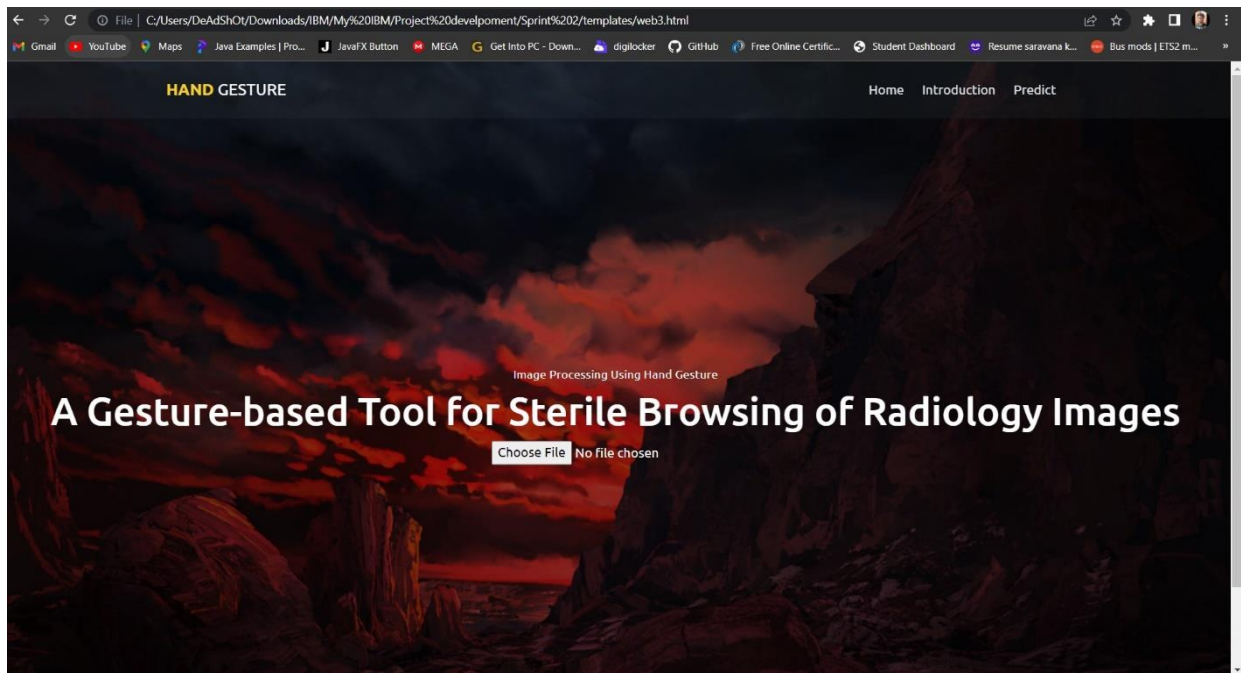 File | C:/Users/DeAdShOt/Downloads/IBM/My%20IBM/Project%20develpoment/Sprint%202/templates/web3.html
Gmail YouTube Maps Java Examples | Pro... JavaFX Button MEGA Get Into PC - Down... digilocker GitHub Free Online Certific... Student Dashboard Resume saravana k... Bus mods | ETS2 m... »
HAND GESTURE Home Introduction Predict
Image Processing Using Hand Gesture
A Gesture-based Tool for Sterile Browsing of Radiology Images
Choose File No file chosen